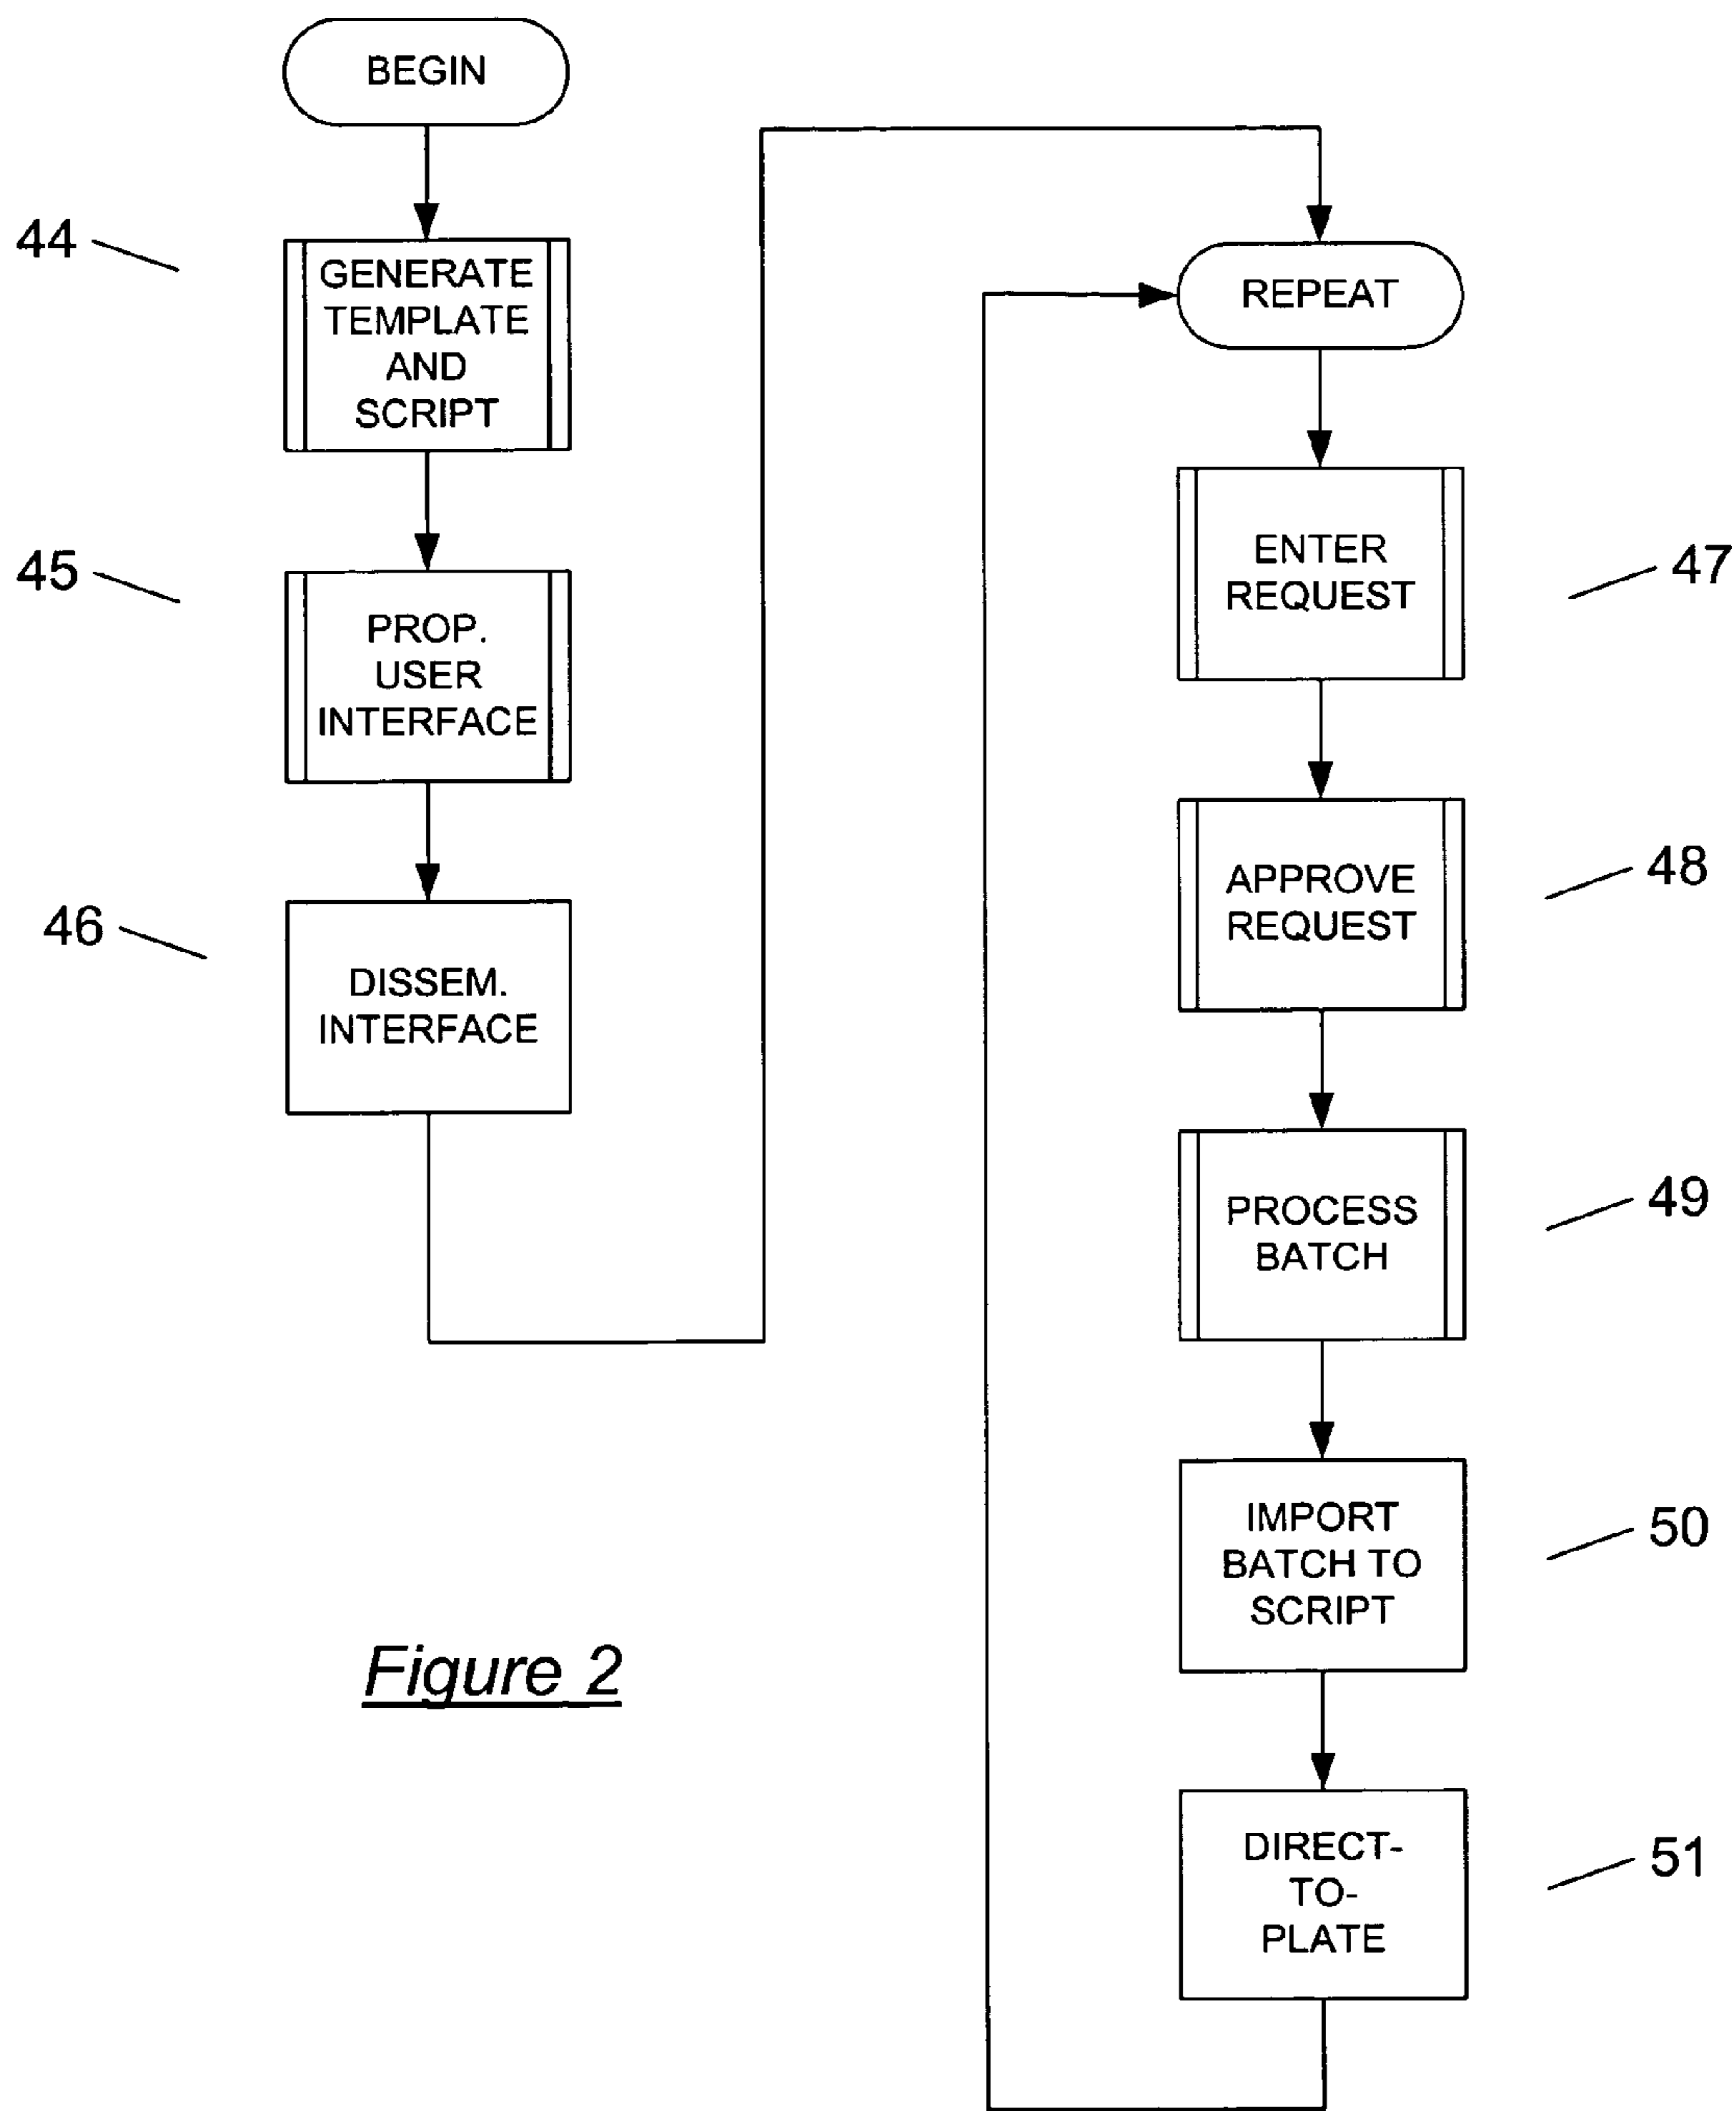 BEGIN
44
GENERATE
TEMPLATE
AND
SCRIPT
45
PROP.
USER
INTERFACE
46
DISSEM.
INTERFACE
REPEAT
ENTER
REQUEST
47
APPROVE
REQUEST
48
PROCESS
BATCH
49
IMPORT
BATCH TO
SCRIPT
50
DIRECT-
TO-
PLATE
51
Figure 2